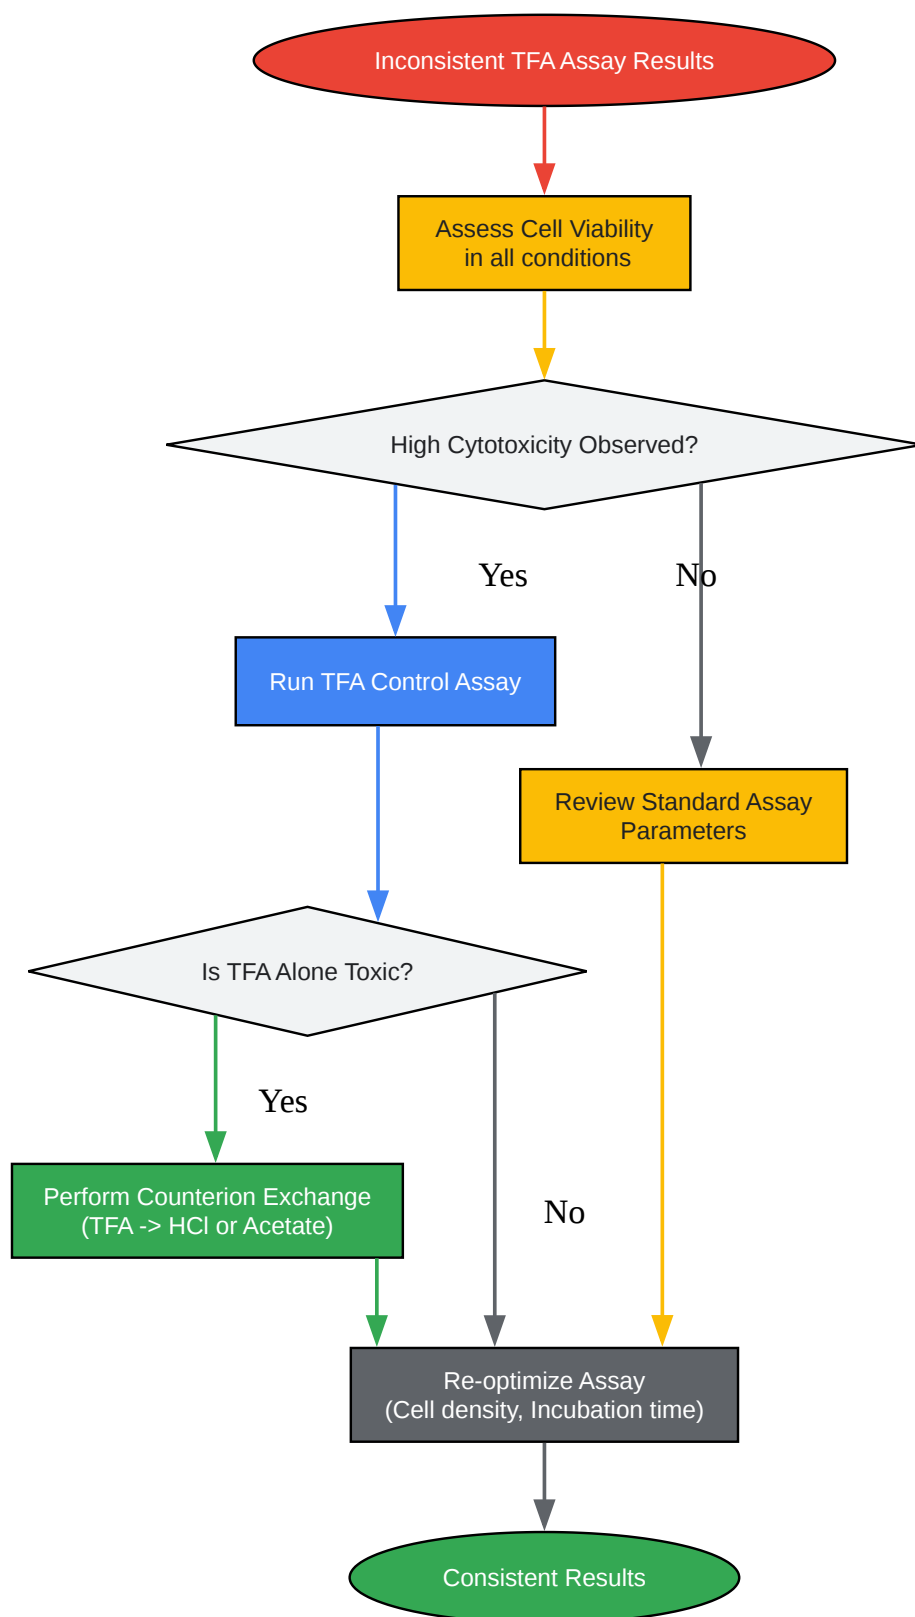 Inconsistent TFA Assay Results
Assess Cell Viability
in all conditions
High Cytotoxicity Observed?
Yes
No
Run TFA Control Assay
Review Standard Assay
Parameters
Is TFA Alone Toxic?
Yes
Perform Counterion Exchange
(TFA -> HCl or Acetate)
No
Re-optimize Assay
(Cell density, Incubation time)
Consistent Results